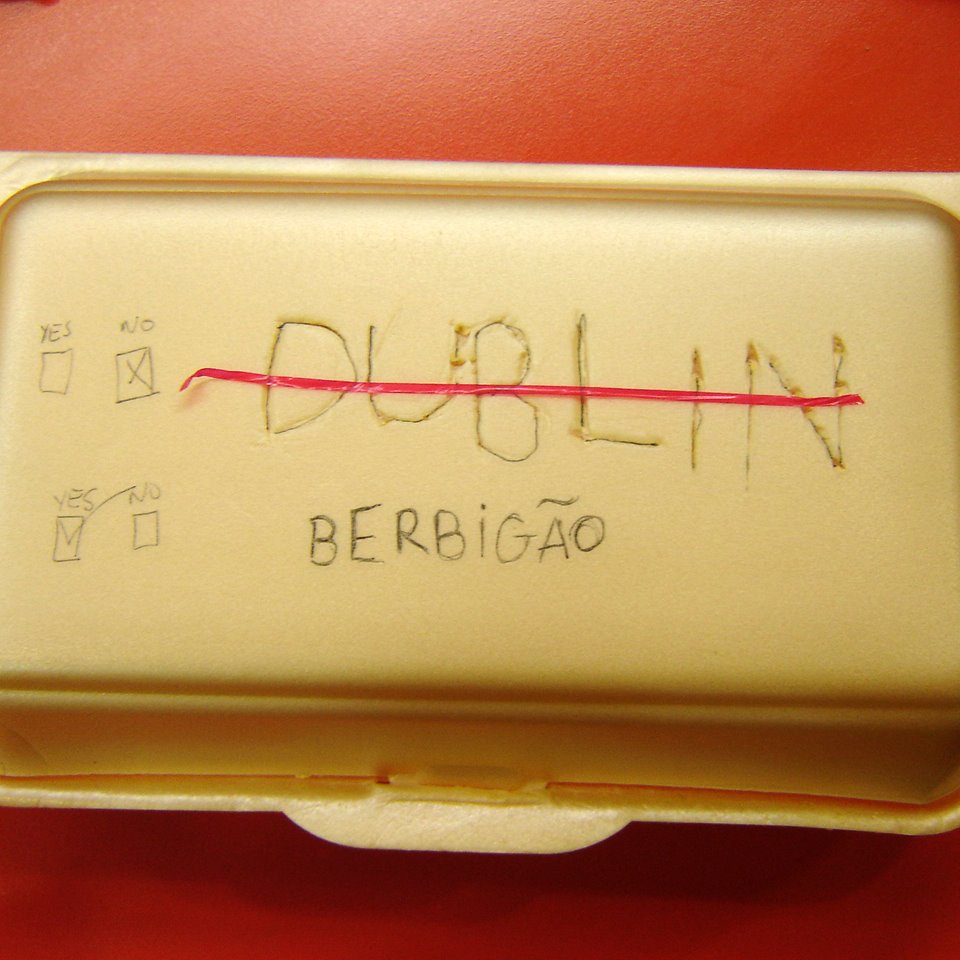 YES NO
DUBLIN
YES NO
BERBIGÃO